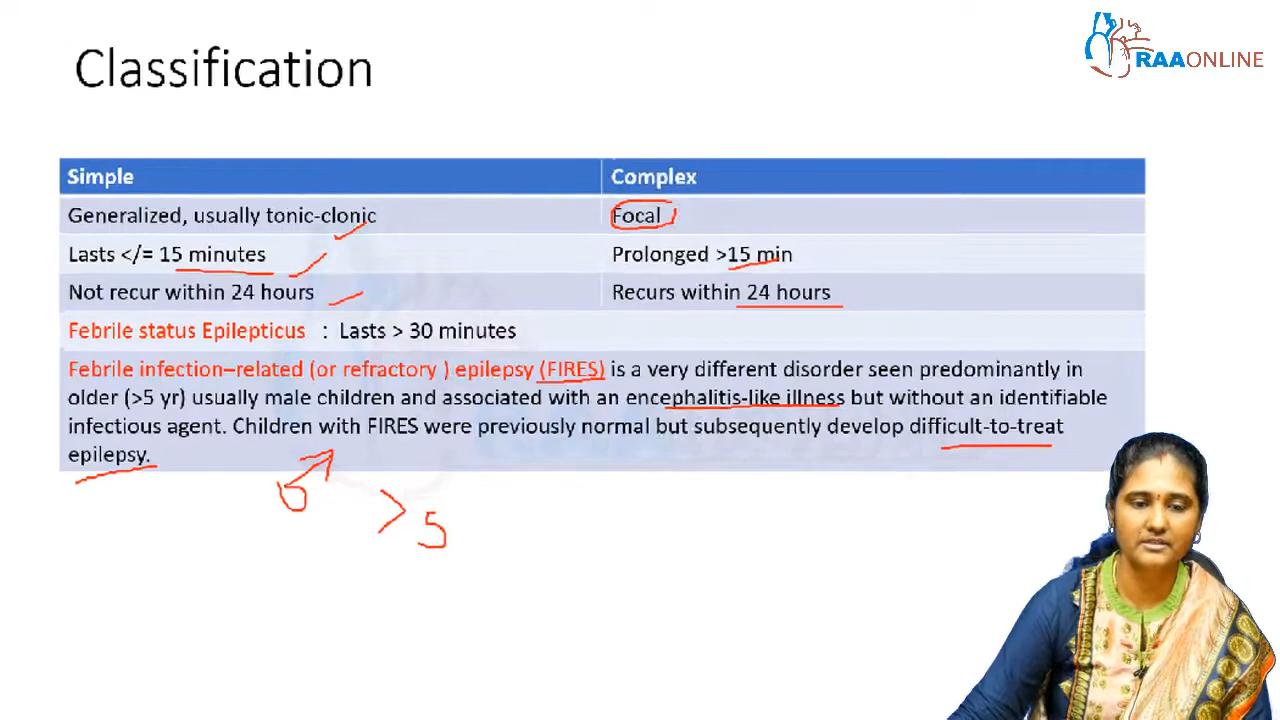 Classification
RAAONLINE
Simple Complex
Generalized, usually tonic-clonic Focal
Lasts </= 15 minutes Prolonged >15 min
Not recur within 24 hours Recurs within 24 hours
Febrile status Epilepticus : Lasts > 30 minutes
Febrile infection–related (or refractory ) epilepsy (FIRES) is a very different disorder seen predominantly in
older (>5 yr) usually male children and associated with an encephalitis-like illness but without an identifiable
infectious agent. Children with FIRES were previously normal but subsequently develop difficult-to-treat
epilepsy.
> 5